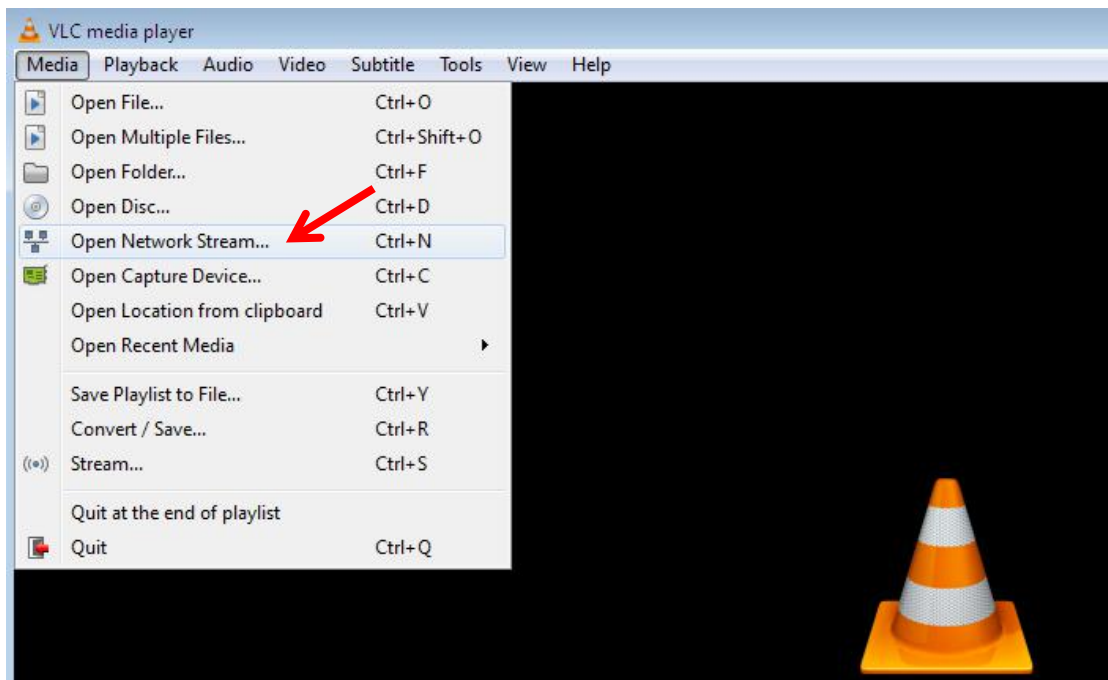 VLC media player
Media Playback Audio Video Subtitle Tools View Help
Open File... Ctrl+O
Open Multiple Files... Ctrl+Shift+O
Open Folder... Ctrl+F
Open Disc... Ctrl+D
Open Network Stream... Ctrl+N
Open Capture Device... Ctrl+C
Open Location from clipboard Ctrl+V
Open Recent Media
Save Playlist to File... Ctrl+Y
Convert / Save... Ctrl+R
Stream... Ctrl+S
Quit at the end of playlist
Quit Ctrl+Q